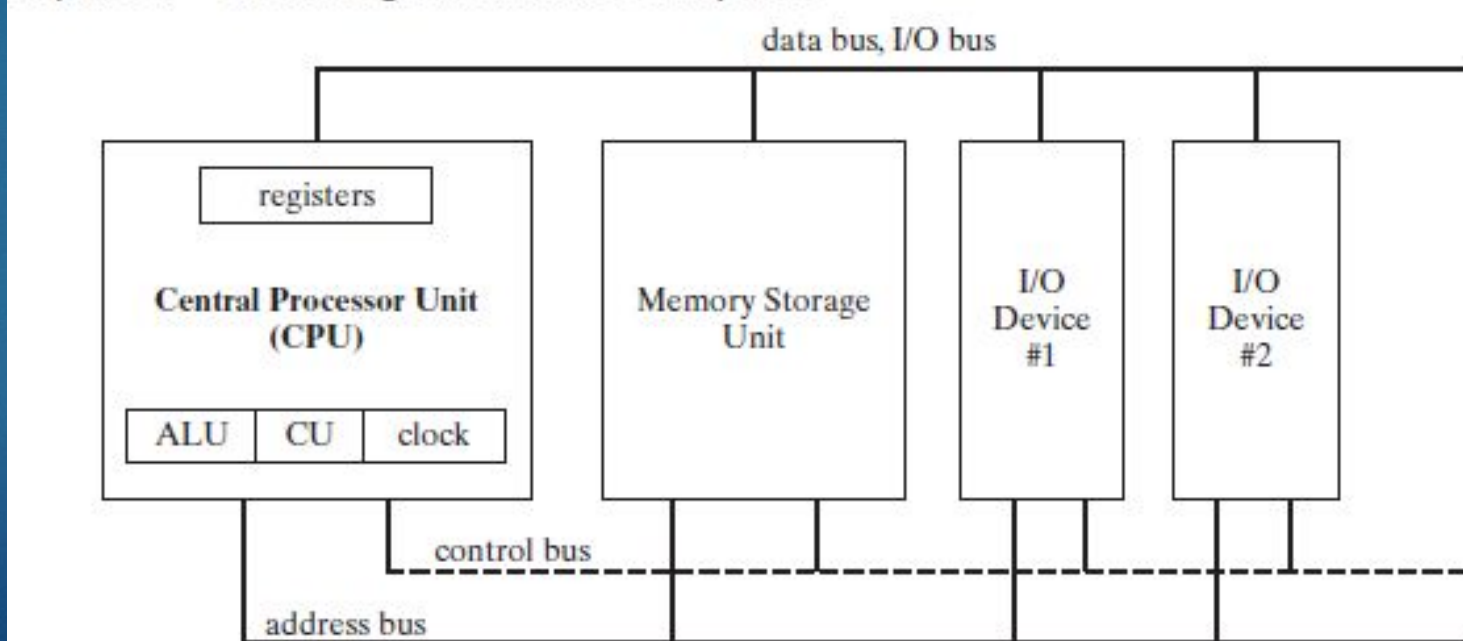 data bus, I/O bus
registers
Central Processor Unit
(CPU)
ALU CU clock
Memory Storage
Unit
I/O
Device
#1
I/O
Device
#2
control bus
address bus